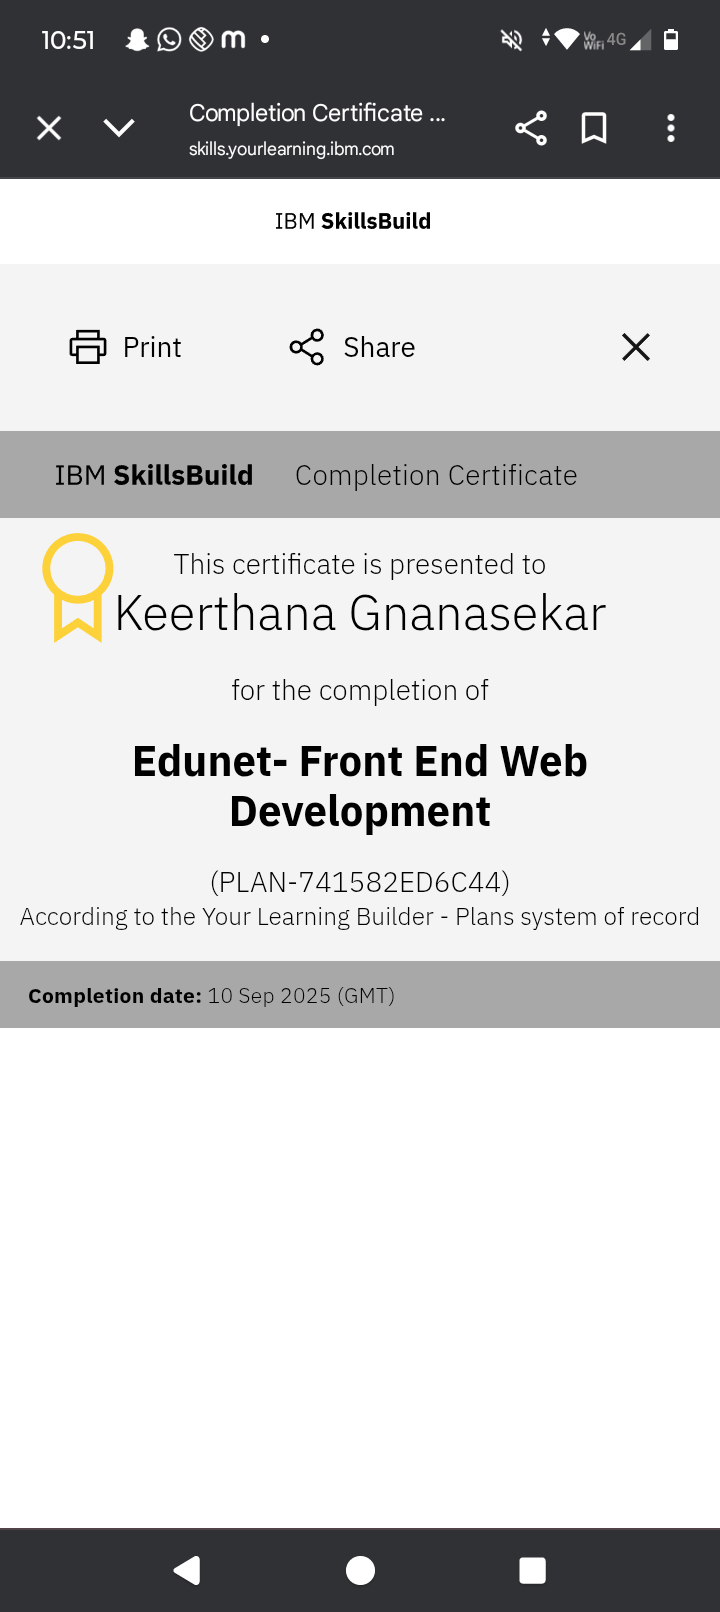 10:51
Vo WiFi 4G
Completion Certificate ...
skills.yourlearning.ibm.com
IBM SkillsBuild
Print Share
IBM SkillsBuild Completion Certificate
This certificate is presented to
Keerthana Gnanasekar
for the completion of
Edunet- Front End Web
Development
(PLAN-741582ED6C44)
According to the Your Learning Builder - Plans system of record
Completion date: 10 Sep 2025 (GMT)